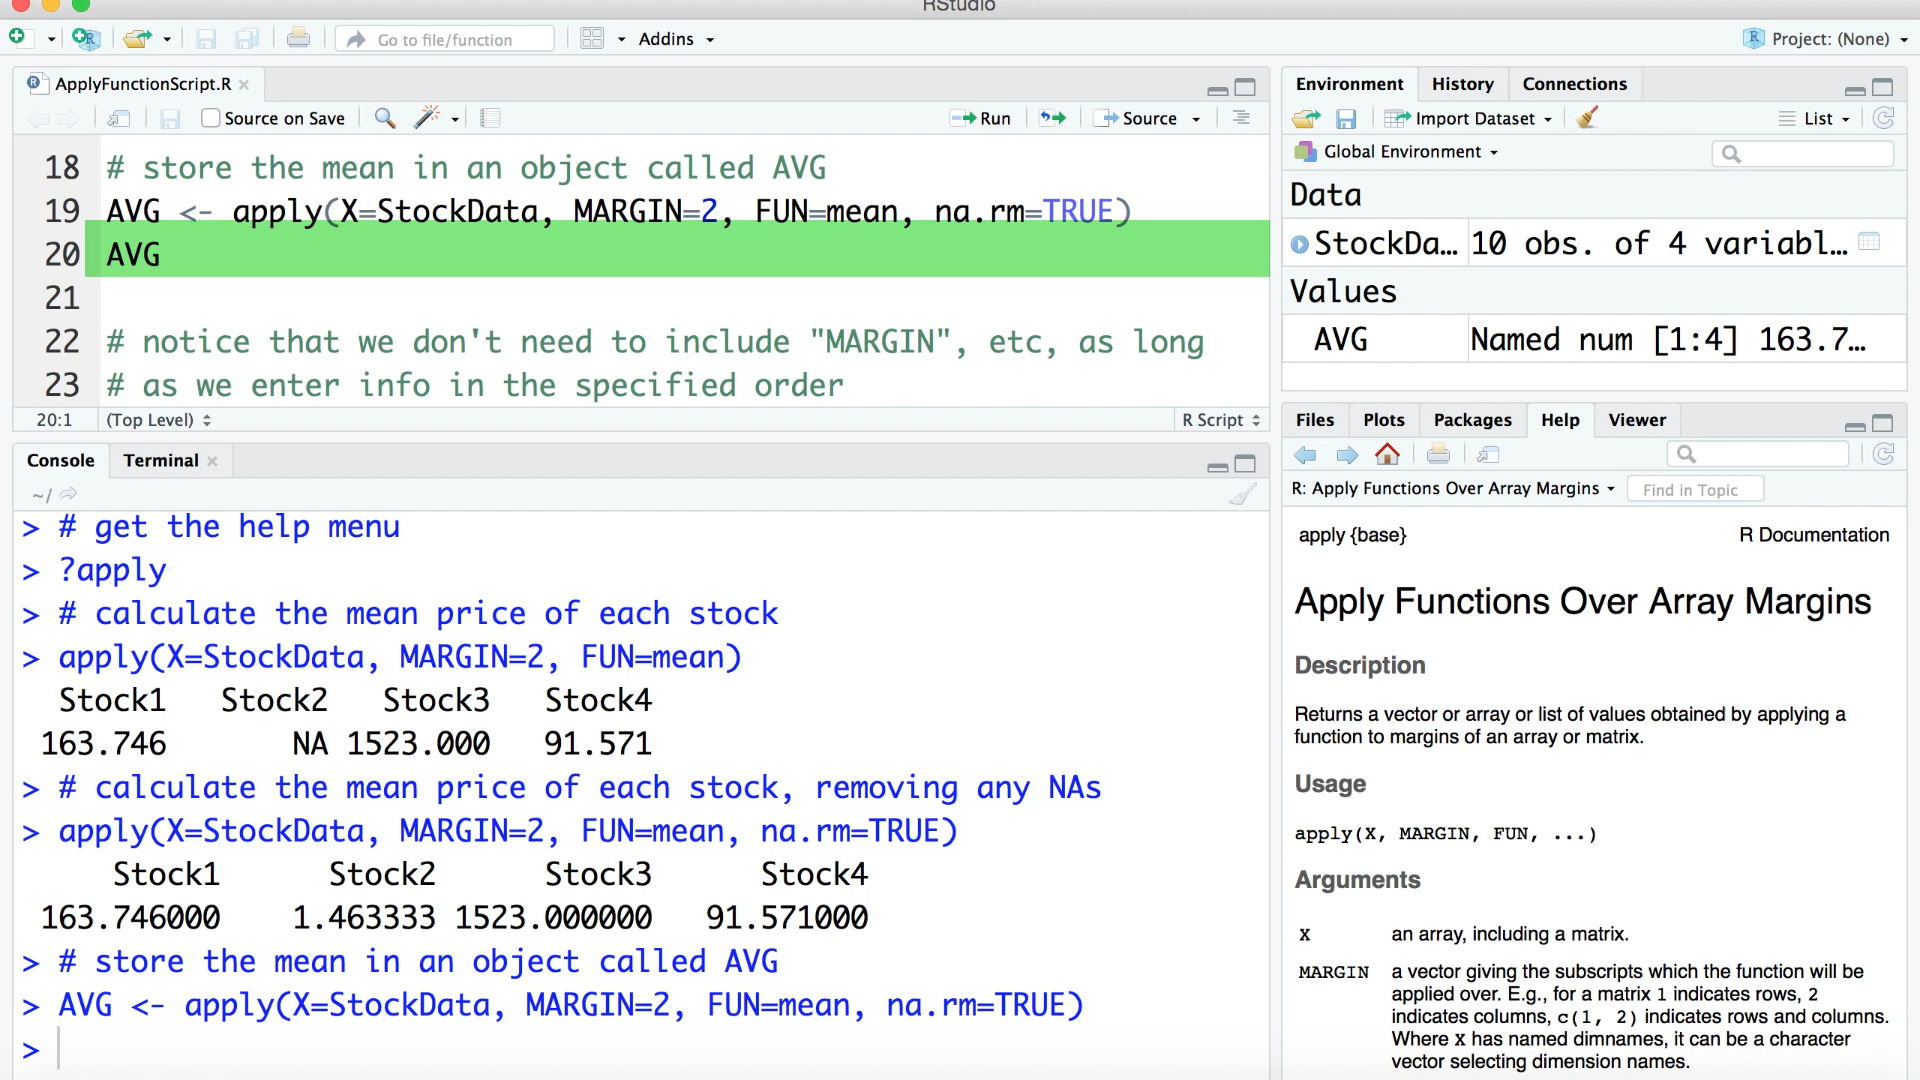 RStudio
Go to file/function
Addins
Project: (None)
ApplyFunctionScript.R
Source on Save
Run
Source
18 # store the mean in an object called AVG
19 AVG <- apply(X=StockData, MARGIN=2, FUN=mean, na.rm=TRUE)
20 AVG
21
22 # notice that we don't need to include "MARGIN", etc, as long
23 # as we enter info in the specified order
20:1 (Top Level) R Script
Console Terminal
~/
> # get the help menu
> ?apply
> # calculate the mean price of each stock
> apply(X=StockData, MARGIN=2, FUN=mean)
Stock1 Stock2 Stock3 Stock4
163.746 NA 1523.000 91.571
> # calculate the mean price of each stock, removing any NAs
> apply(X=StockData, MARGIN=2, FUN=mean, na.rm=TRUE)
Stock1 Stock2 Stock3 Stock4
163.746000 1.463333 1523.000000 91.571000
> # store the mean in an object called AVG
> AVG <- apply(X=StockData, MARGIN=2, FUN=mean, na.rm=TRUE)
>
Environment History Connections
Import Dataset List
Global Environment
Data
StockDa… 10 obs. of 4 variabl…
Values
AVG Named num [1:4] 163.7…
Files Plots Packages Help Viewer
R: Apply Functions Over Array Margins Find in Topic
apply {base} R Documentation
Apply Functions Over Array Margins
Description
Returns a vector or array or list of values obtained by applying a
function to margins of an array or matrix.
Usage
apply(X, MARGIN, FUN, ...)
Arguments
X an array, including a matrix.
MARGIN a vector giving the subscripts which the function will be
applied over. E.g., for a matrix 1 indicates rows, 2
indicates columns, c(1, 2) indicates rows and columns.
Where X has named dimnames, it can be a character
vector selecting dimension names.